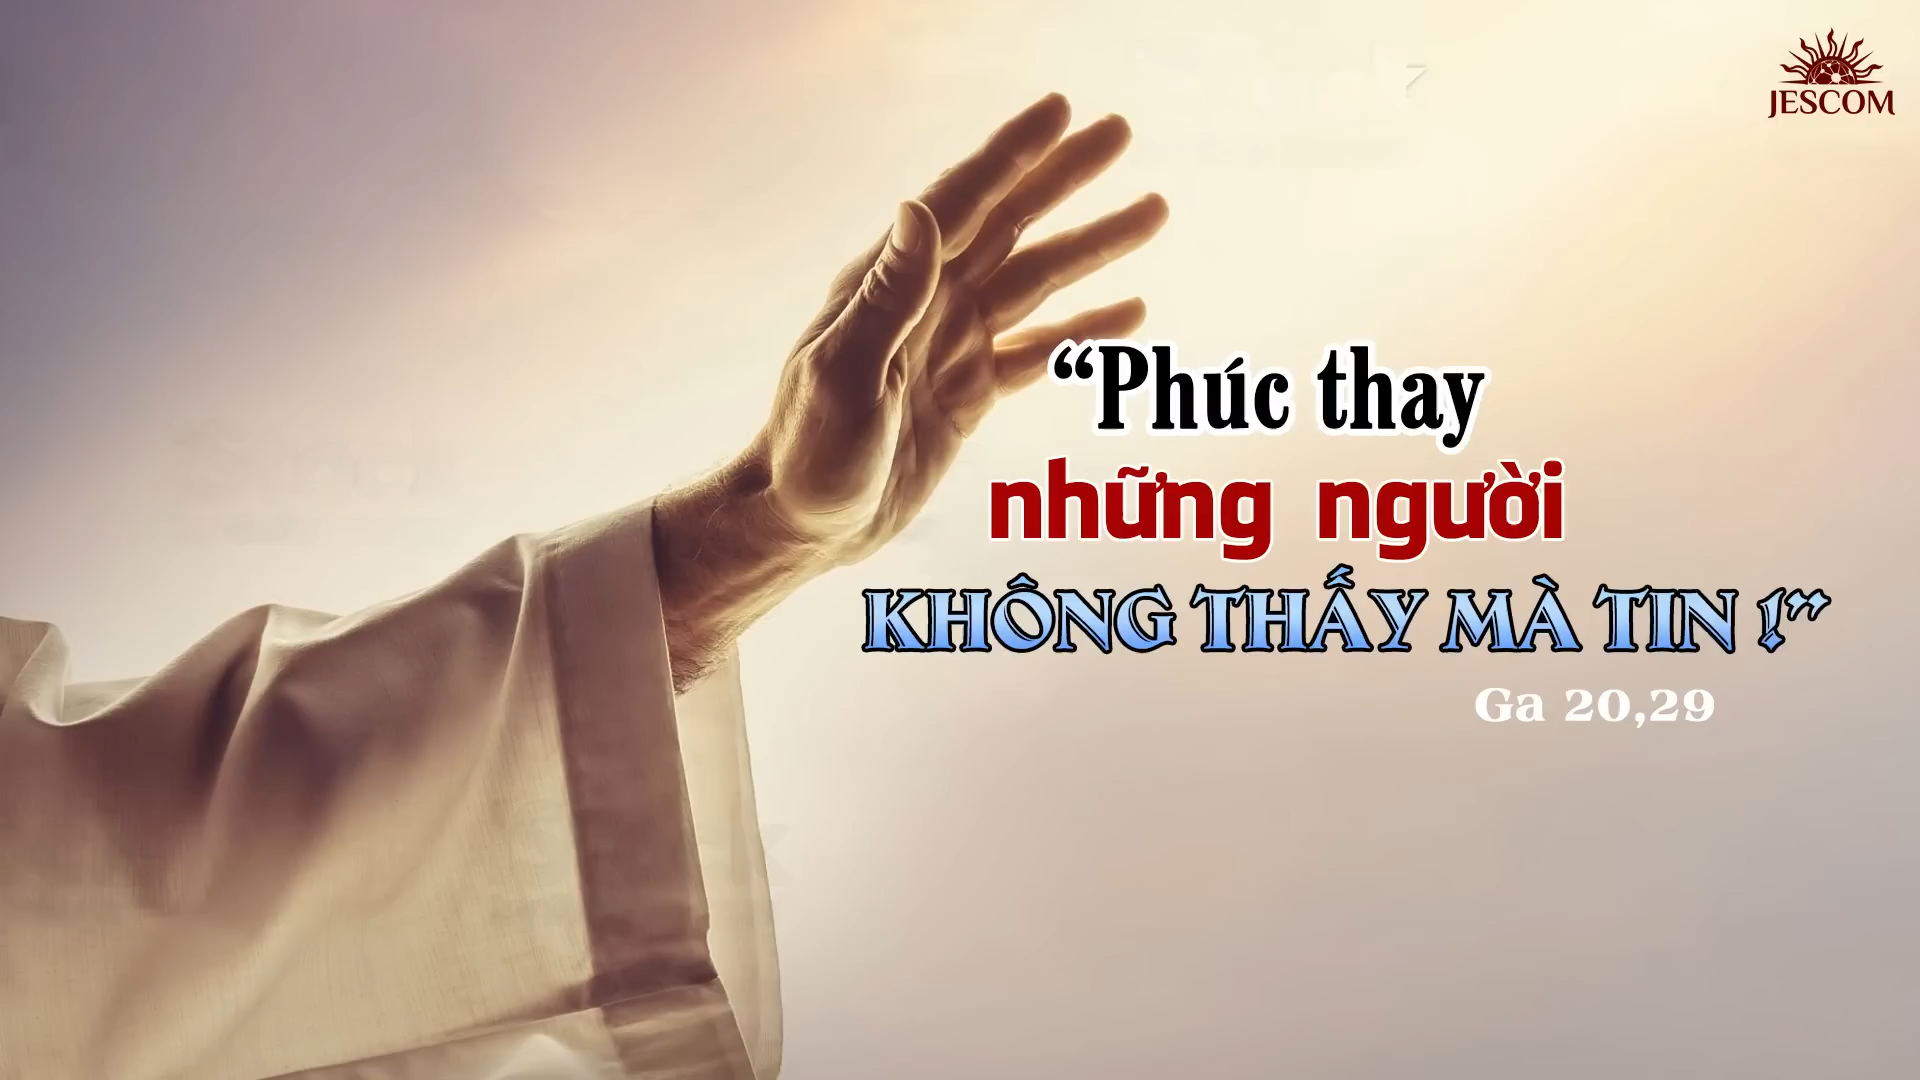 JESCOM
“Phúc thay
những người
KHÔNG THẤY MÀ TIN !”
Ga 20,29